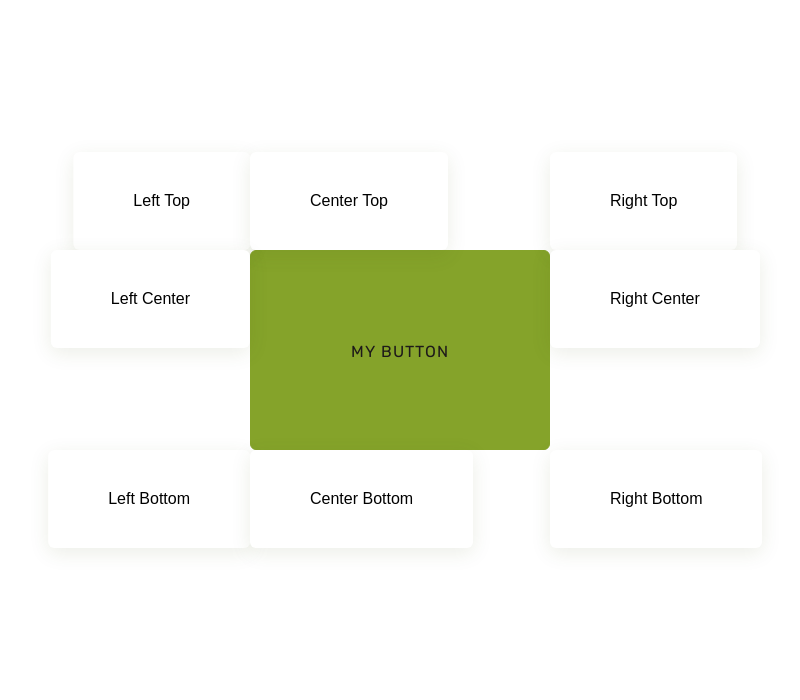 Left Top
Center Top
Right Top
Left Center
Right Center
MY BUTTON
Left Bottom
Center Bottom
Right Bottom